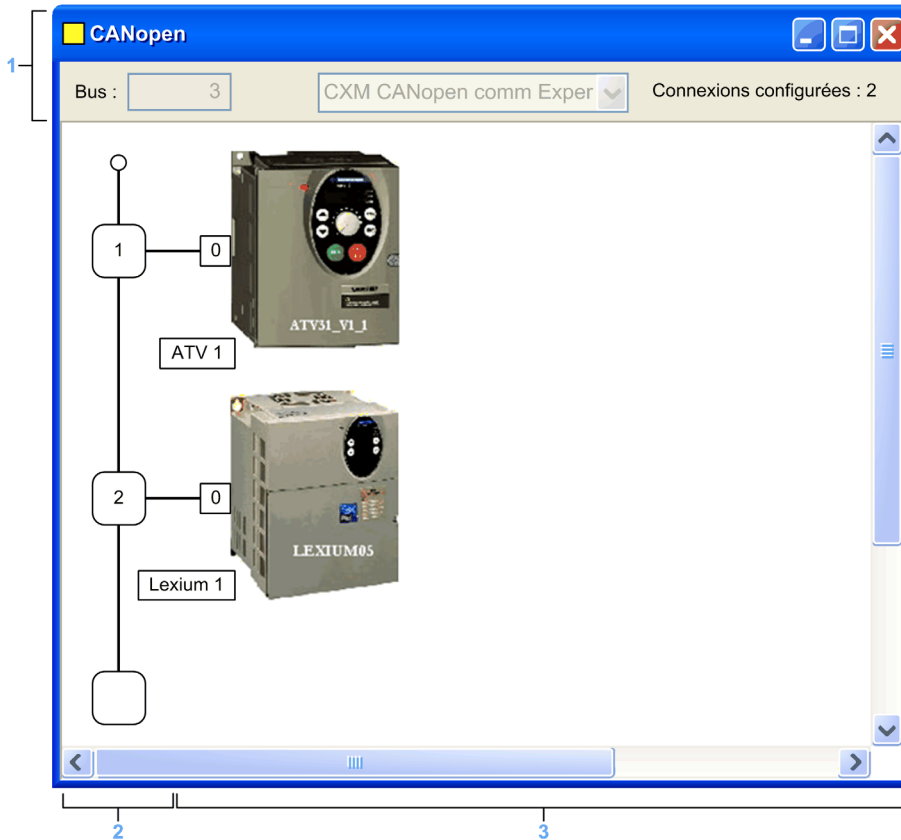 CANopen
1
Bus : 3 CXM CANopen comm Exper Connexions configurées : 2
1 0
ATV31_V1_1
ATV 1
2 0
LEXIUM05
Lexium 1
2 3